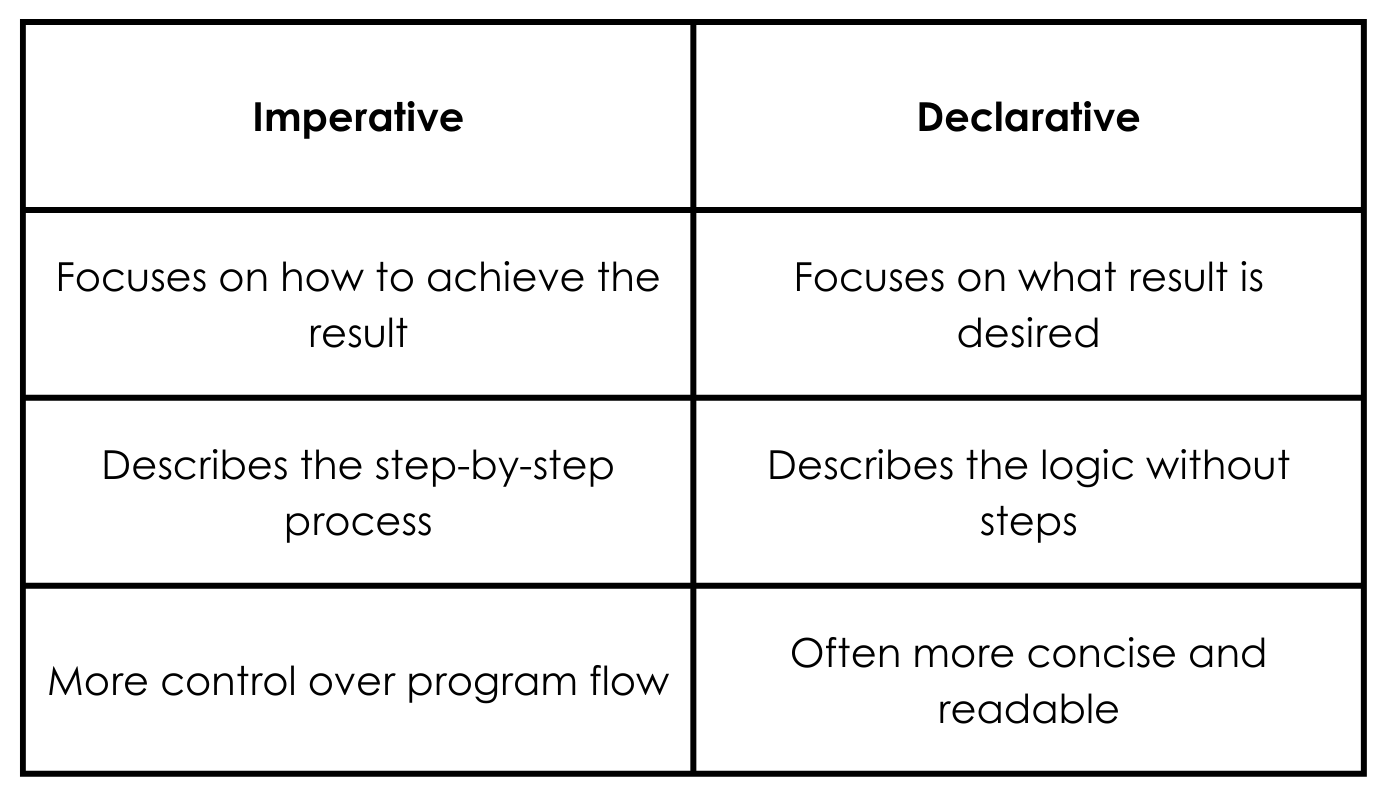 Imperative
Declarative
Focuses on how to achieve the
result
Focuses on what result is
desired
Describes the step-by-step
process
Describes the logic without
steps
More control over program flow
Often more concise and
readable